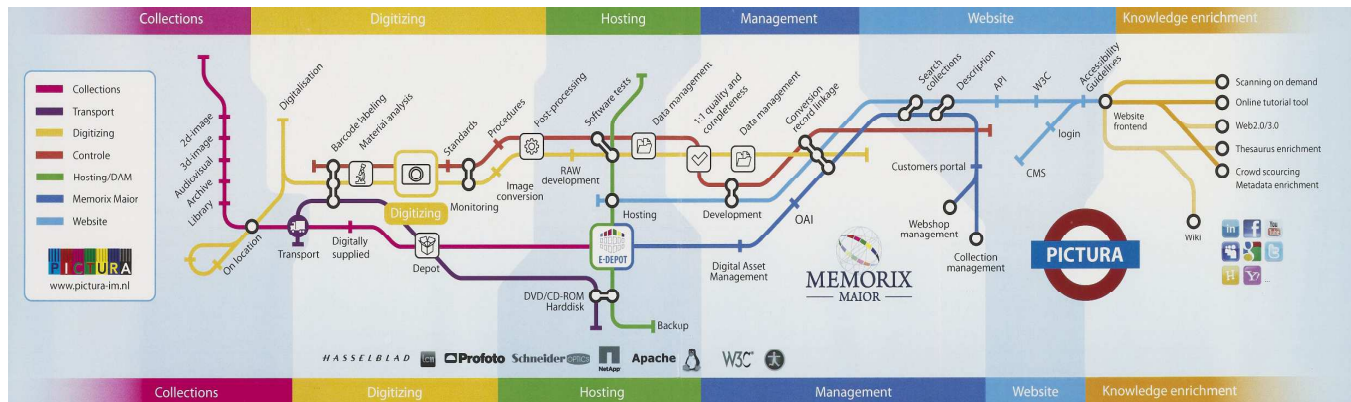 Collections
Digitizing
Hosting
Management
Website
Knowledge enrichment
Collections
Transport
Digitizing
Controle
Hosting/DAM
Memorix Maior
Website
PICTURA
www.pictura-im.nl
2d-image
3d-image
Audiovisual
Archive
Library
On location
Digitalisation
Transport
Digitally
supplied
Barcode labeling
Material analysis
Digitizing
Depot
Standards
Monitoring
Procedures
Image
conversion
Post-processing
RAW
development
Software tests
Hosting
E-DEPOT
DVD/CD-ROM
Harddisk
Backup
Data management
1:1 quality and
completeness
Development
Data management
Conversion
record linkage
OAI
Digital Asset
Management
MEMORIX
MAIOR
Search
collections
Description
Customers portal
Webshop
management
Collection
management
API
W3C
Accessibility
Guidelines
login
CMS
Website
frontend
PICTURA
Scanning on demand
Online tutorial tool
Web2.0/3.0
Thesaurus enrichment
Crowd scourcing
Metadata enrichment
Wiki
HASSELBLAD
Profoto
Schneider
OPTICS
NetApp
Apache
W3C
Collections
Digitizing
Hosting
Management
Website
Knowledge enrichment